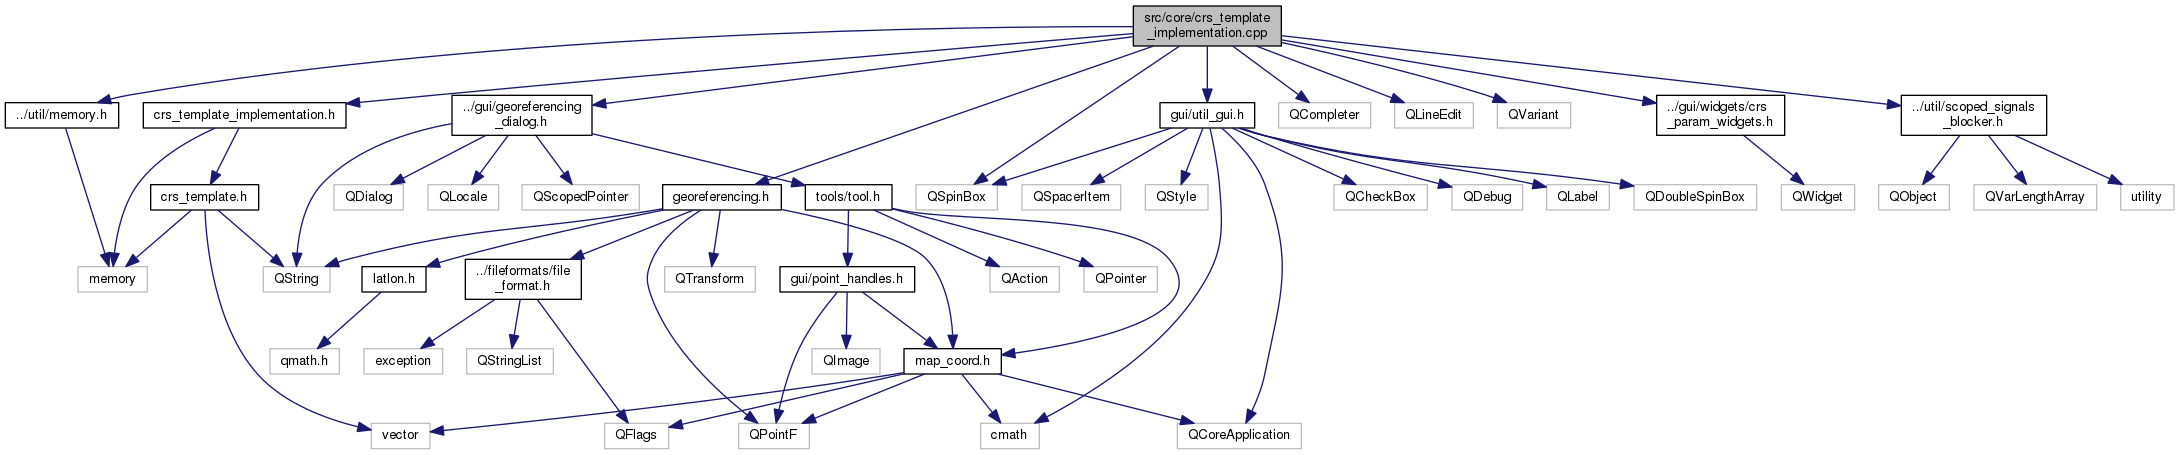 src/core/crs_template
_implementation.cpp
../util/memory.h
crs_template_implementation.h
../gui/georeferencing
_dialog.h
gui/util_gui.h
QCompleter
QLineEdit
QVariant
../gui/widgets/crs
_param_widgets.h
../util/scoped_signals
_blocker.h
crs_template.h
QDialog
QLocale
QScopedPointer
georeferencing.h
tools/tool.h
QSpinBox
QSpacerItem
QStyle
QCheckBox
QDebug
QLabel
QDoubleSpinBox
QWidget
QObject
QVarLengthArray
utility
memory
QString
latlon.h
../fileformats/file
_format.h
QTransform
gui/point_handles.h
QAction
QPointer
qmath.h
exception
QStringList
QImage
map_coord.h
vector
QFlags
QPointF
cmath
QCoreApplication